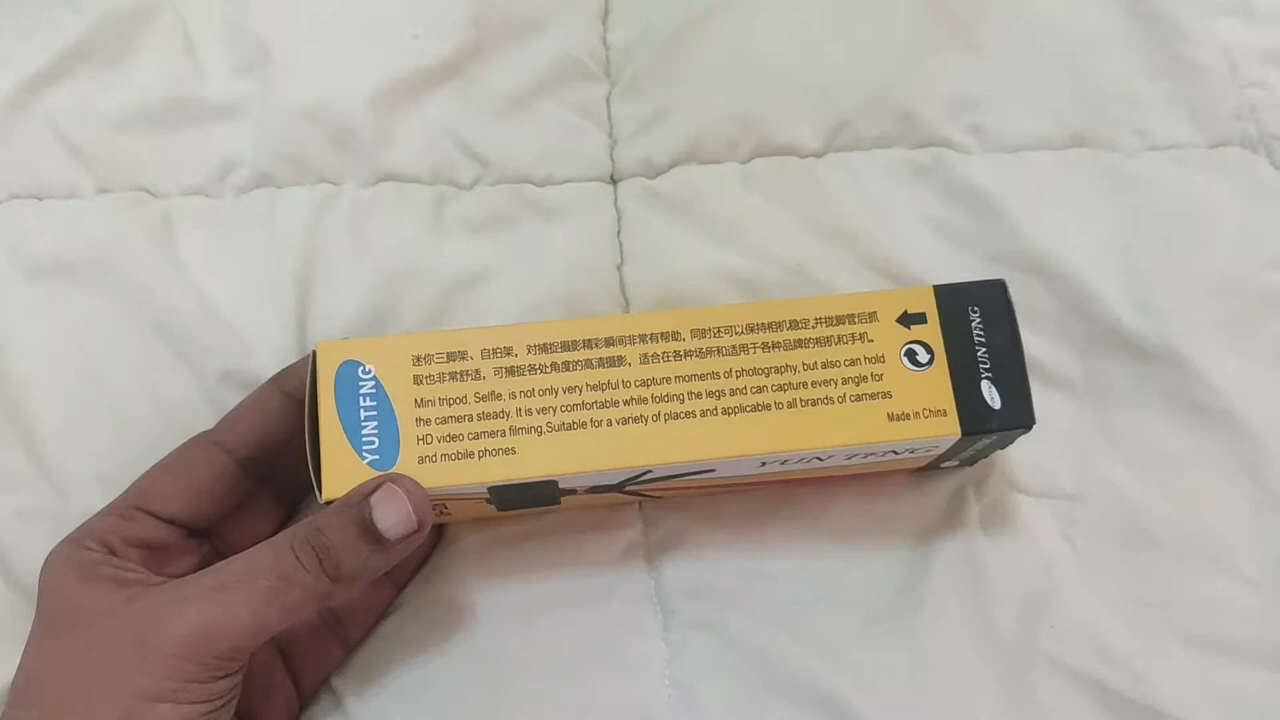 YUNTENG
迷你三脚架、自拍架，对捕捉摄影精彩瞬间非常有帮助，同时还可以保持相机稳定,并拢脚管后抓
取也非常舒适，可捕捉各处角度的高清摄影，适合在各种场所和适用于各种品牌的相机和手机。
Mini tripod, Selfle, is not only very helpful to capture moments of photography, but also can hold
the camera steady. It is very comfortable while folding the legs and can capture every angle for
HD video camera filming,Suitable for a variety of places and applicable to all brands of cameras
and mobile phones.
Made in China
YUN TENG
YUN TENG